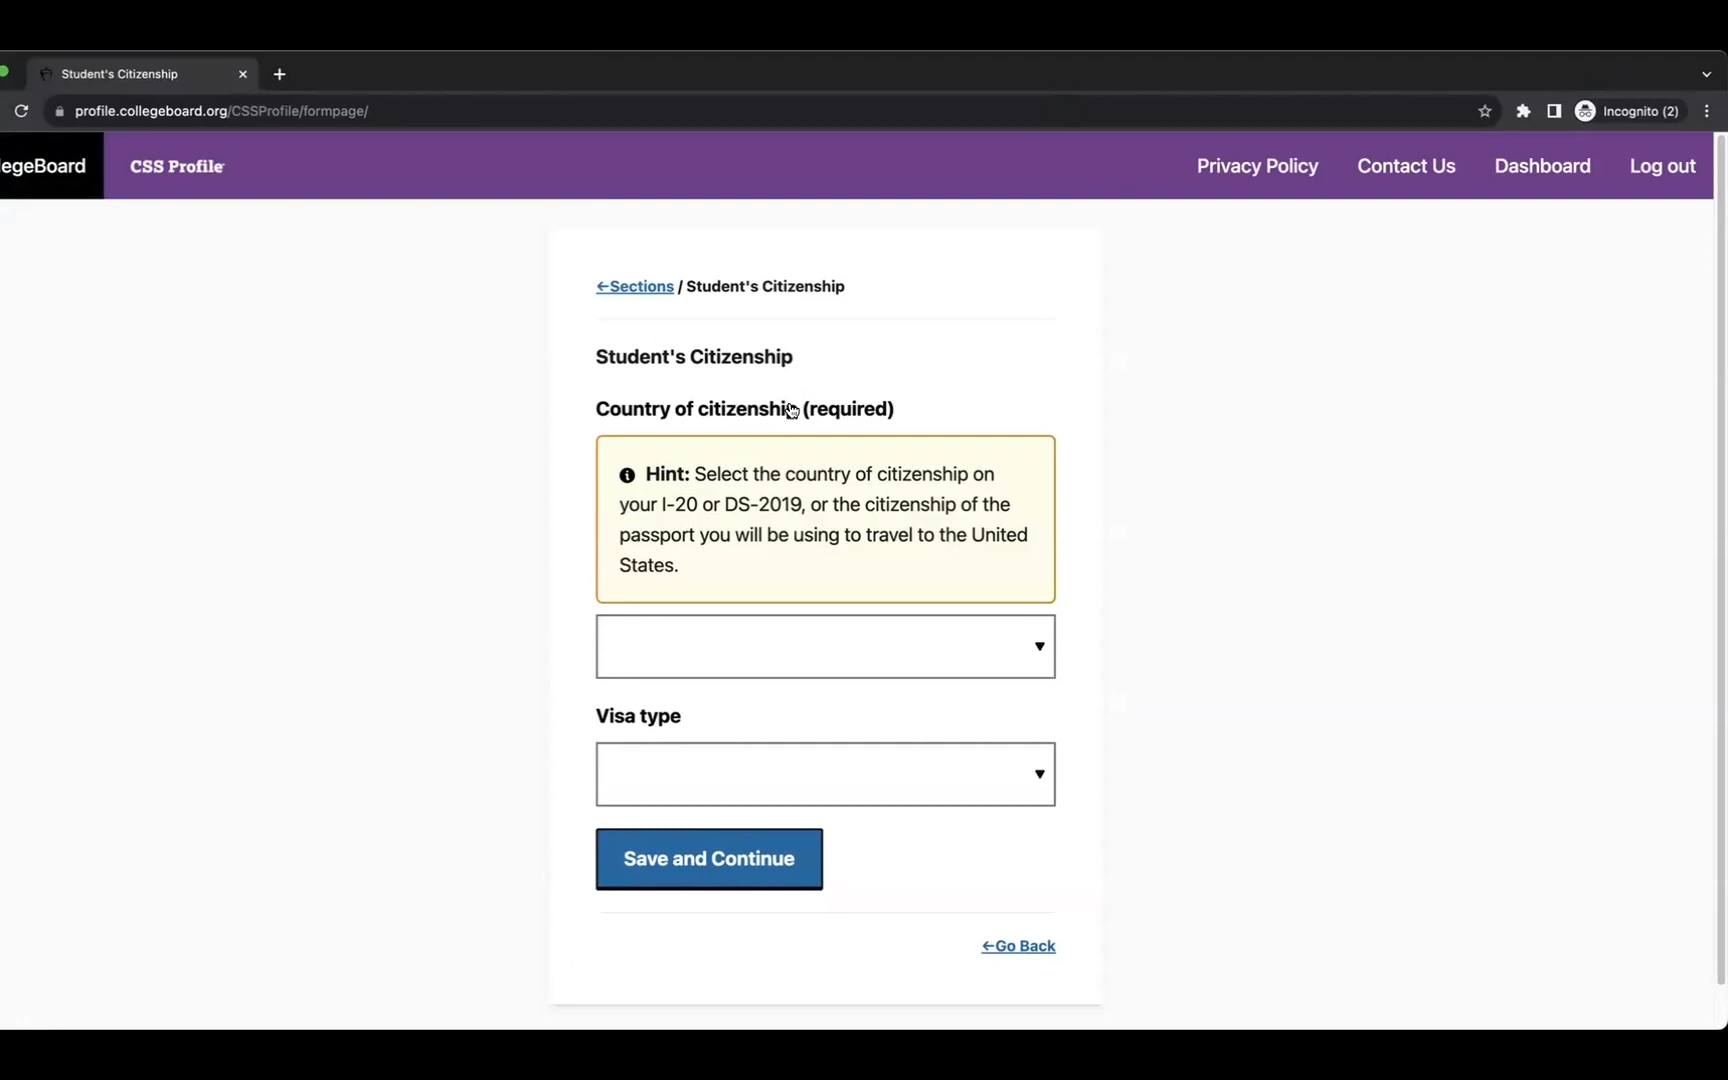 Student's Citizenship
profile.collegeboard.org/CSSProfile/formpage/
Incognito (2)
legeBoard
CSS Profile
Privacy Policy
Contact Us
Dashboard
Log out
←Sections / Student's Citizenship
Student's Citizenship
Country of citizenship (required)
Hint: Select the country of citizenship on
your I-20 or DS-2019, or the citizenship of the
passport you will be using to travel to the United
States.
Visa type
Save and Continue
←Go Back